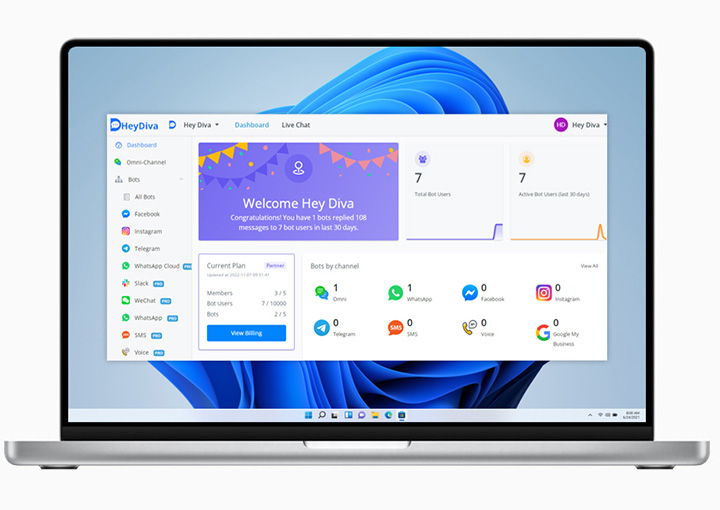 HeyDiva
Hey Diva
Dashboard
Live Chat
HD
Hey Diva
Dashboard
Omni-Channel
Bots
All Bots
Facebook
Instagram
Telegram
WhatsApp Cloud PRO
Slack PRO
WeChat PRO
WhatsApp PRO
SMS PRO
Voice PRO
Welcome Hey Diva
Congratulations! You have 1 bots replied 108
messages to 7 bot users in last 30 days.
7
Total Bot Users
7
Active Bot Users (last 30 days)
Current Plan
Partner
Updated at 2022-11-07 09:51:41
Members 3 / 5
Bot Users 7 / 10000
Bots 2 / 5
View Billing
Bots by channel
View All
1
Omni
1
WhatsApp
0
Facebook
0
Instagram
0
Telegram
SMS
0
SMS
0
Voice
0
Google My
Business